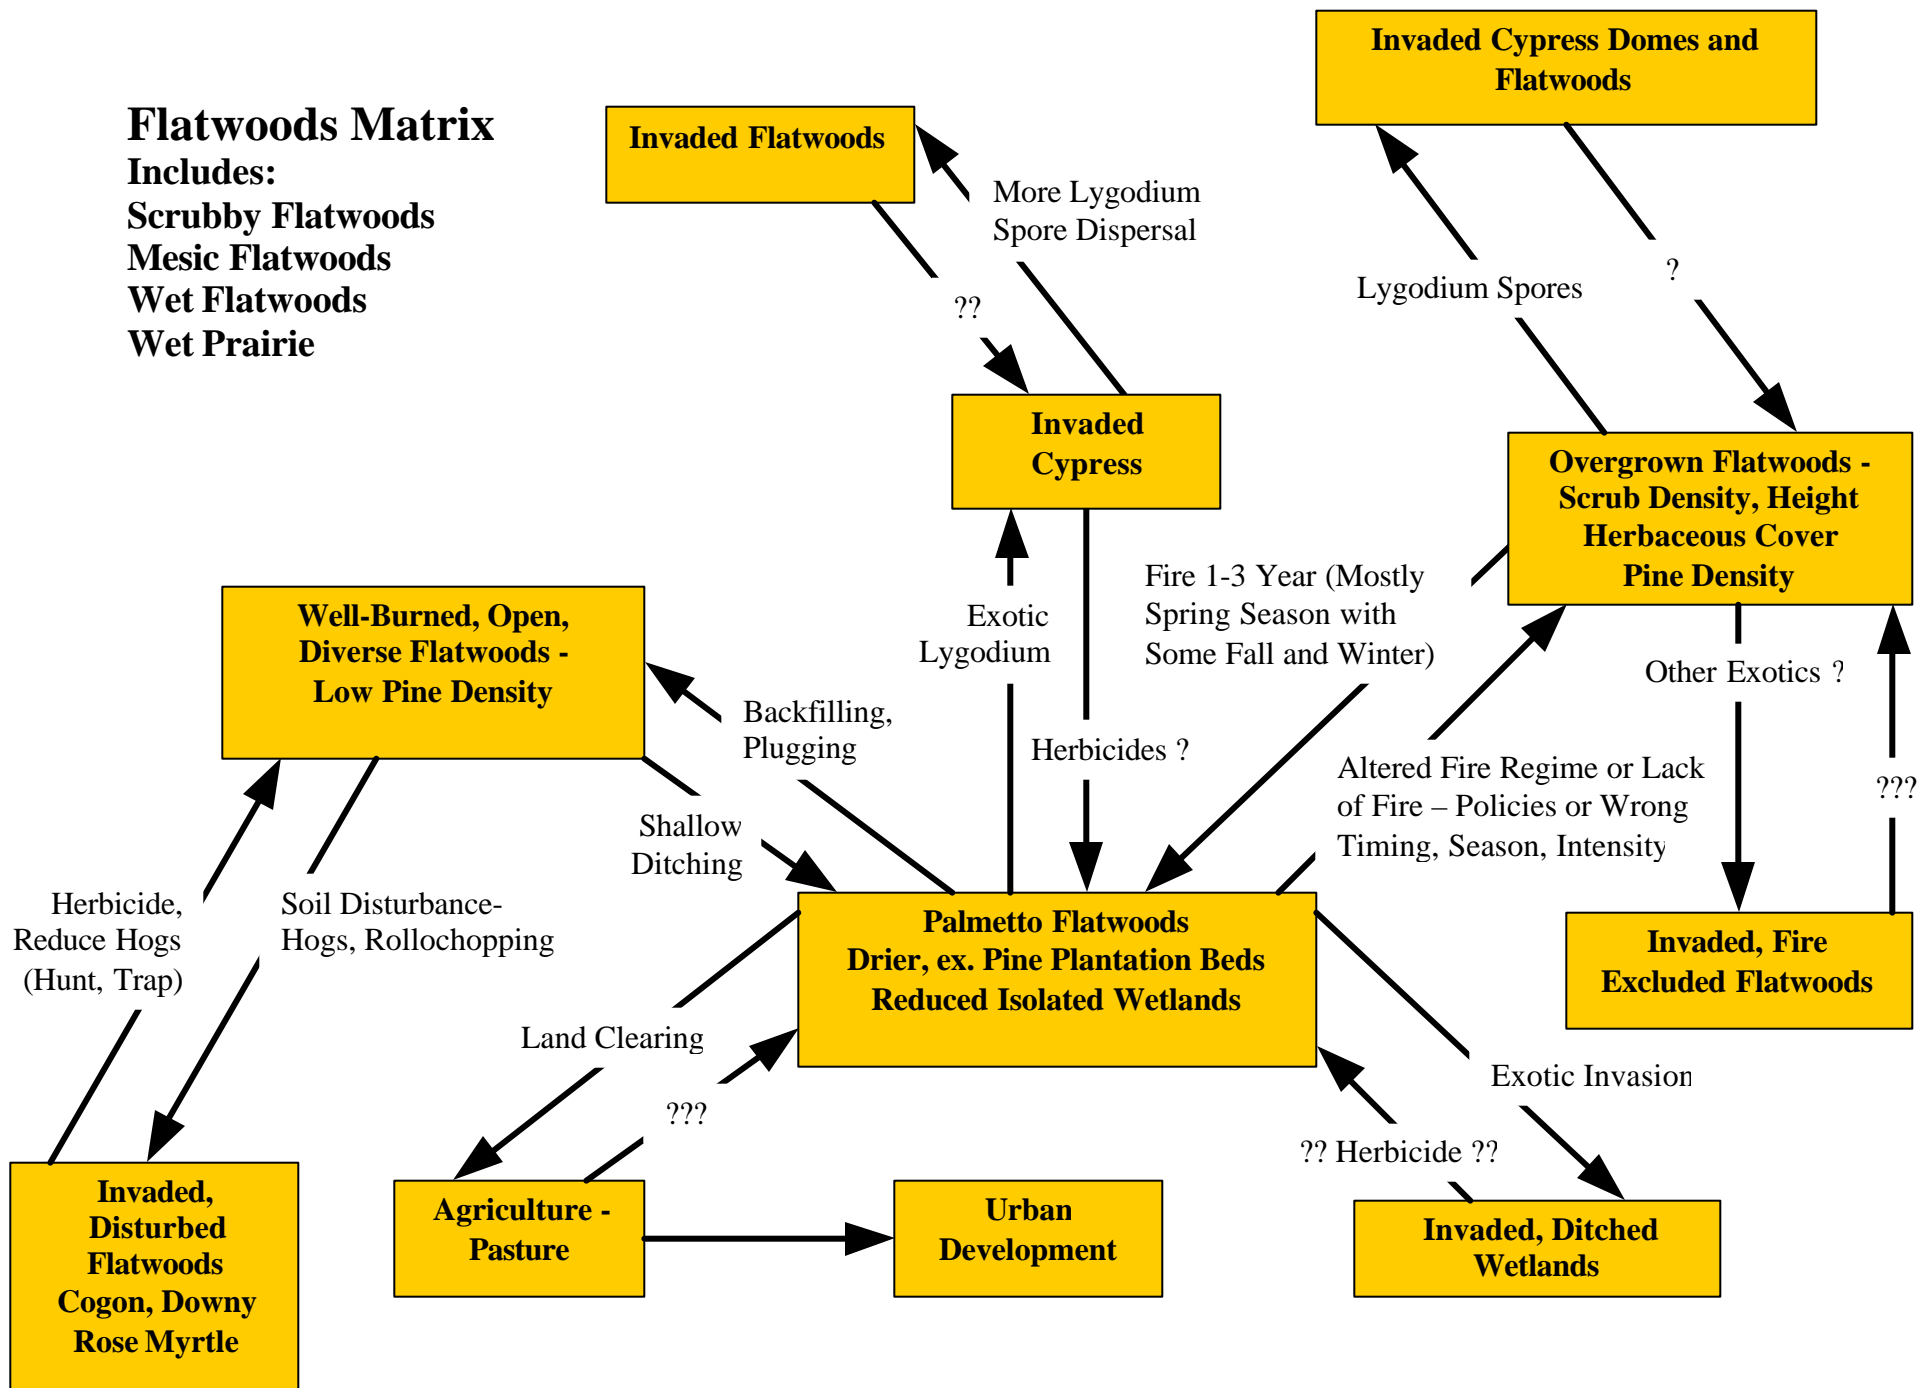 Flatwoods Matrix
Includes:
Scrubby Flatwoods
Mesic Flatwoods
Wet Flatwoods
Wet Prairie
Invaded Flatwoods
Invaded Cypress Domes and
Flatwoods
More Lygodium
Spore Dispersal
??
Lygodium Spores
?
Invaded
Cypress
Overgrown Flatwoods -
Scrub Density, Height
Herbaceous Cover
Pine Density
Well-Burned, Open,
Diverse Flatwoods -
Low Pine Density
Exotic
Lygodium
Fire 1-3 Year (Mostly
Spring Season with
Some Fall and Winter)
Other Exotics ?
Backfilling,
Plugging
Herbicides ?
Altered Fire Regime or Lack
of Fire – Policies or Wrong
Timing, Season, Intensity
???
Shallow
Ditching
Herbicide,
Reduce Hogs
(Hunt, Trap)
Soil Disturbance-
Hogs, Rollochopping
Palmetto Flatwoods
Drier, ex. Pine Plantation Beds
Reduced Isolated Wetlands
Invaded, Fire
Excluded Flatwoods
Land Clearing
???
Exotic Invasion
?? Herbicide ??
Invaded,
Disturbed
Flatwoods
Cogon, Downy
Rose Myrtle
Agriculture -
Pasture
Urban
Development
Invaded, Ditched
Wetlands